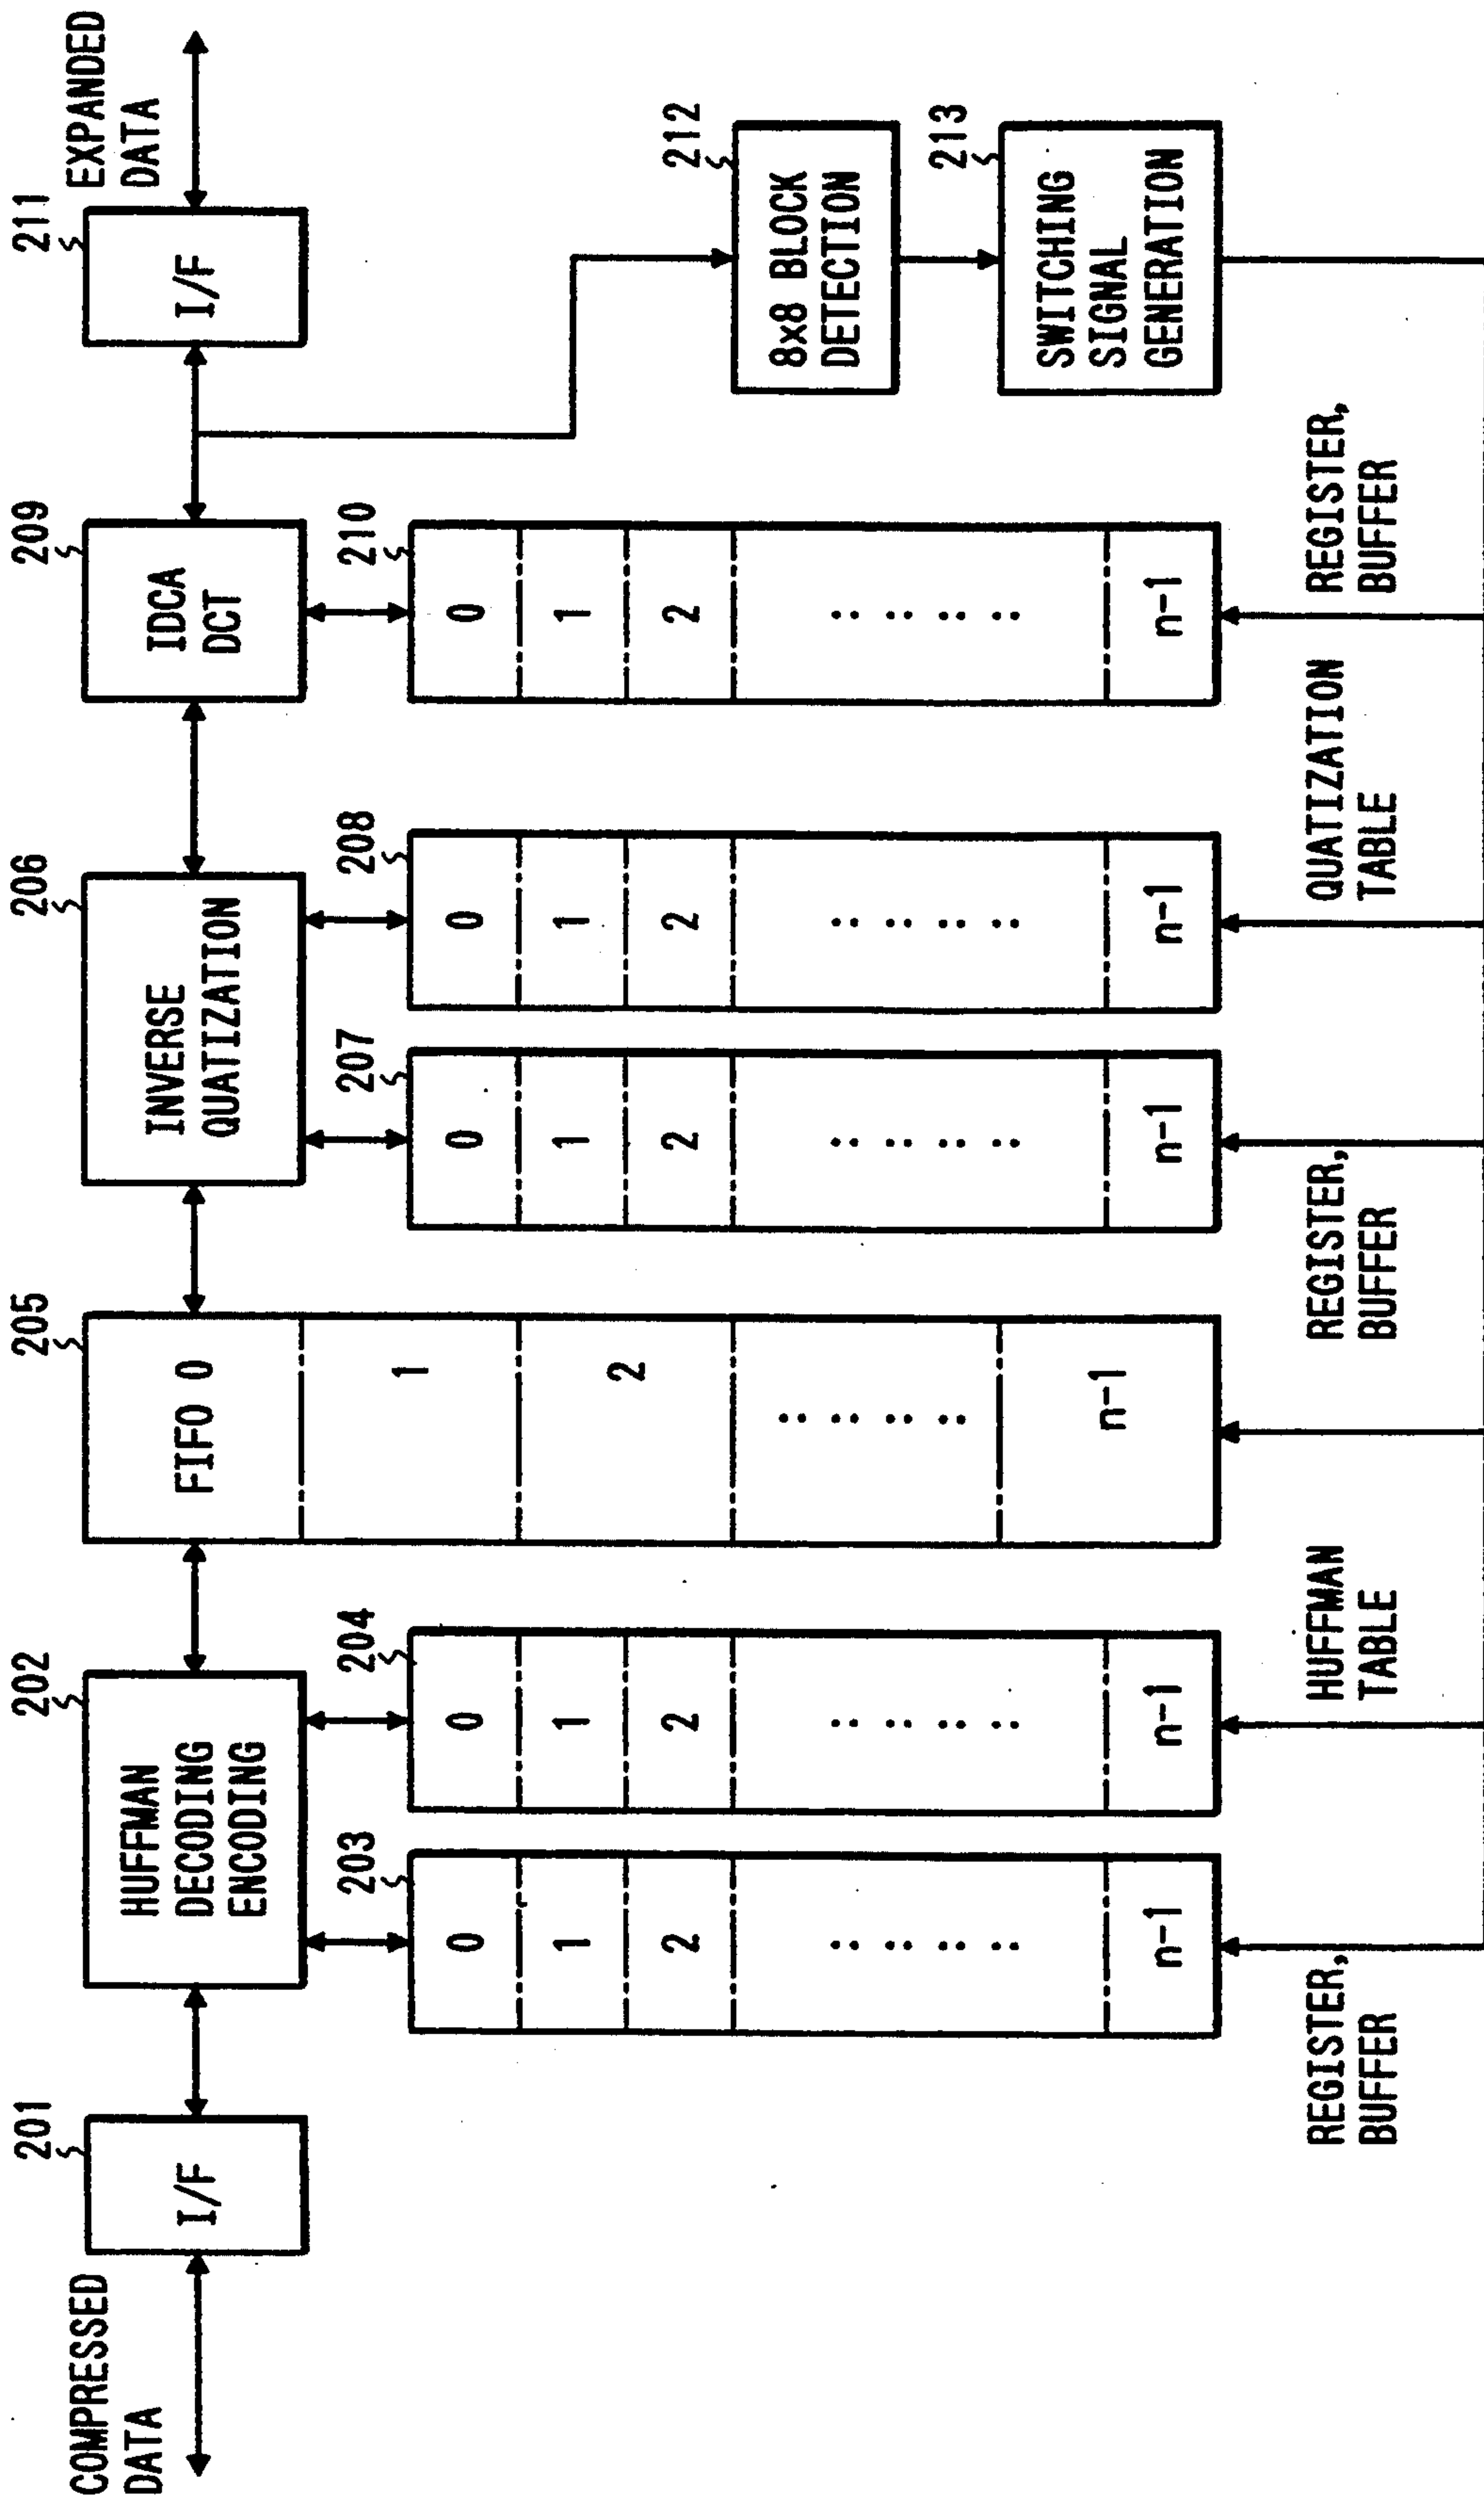 COMPRESSED
DATA
201
I/F
202
HUFFMAN
DECODING
ENCODING
203
0
1
2
n-1
204
0
1
2
n-1
205
FIFO 0
1
2
n-1
206
INVERSE
QUATIZATION
207
0
1
2
n-1
208
0
1
2
n-1
209
IDCA
DCT
210
0
1
2
n-1
211
I/F
EXPANDED
DATA
212
8x8 BLOCK
DETECTION
213
SWITCHING
SIGNAL
GENERATION
REGISTER,
BUFFER
HUFFMAN
TABLE
REGISTER,
BUFFER
QUATIZATION
TABLE
REGISTER,
BUFFER